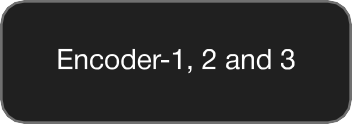 Encoder-1, 2 and 3